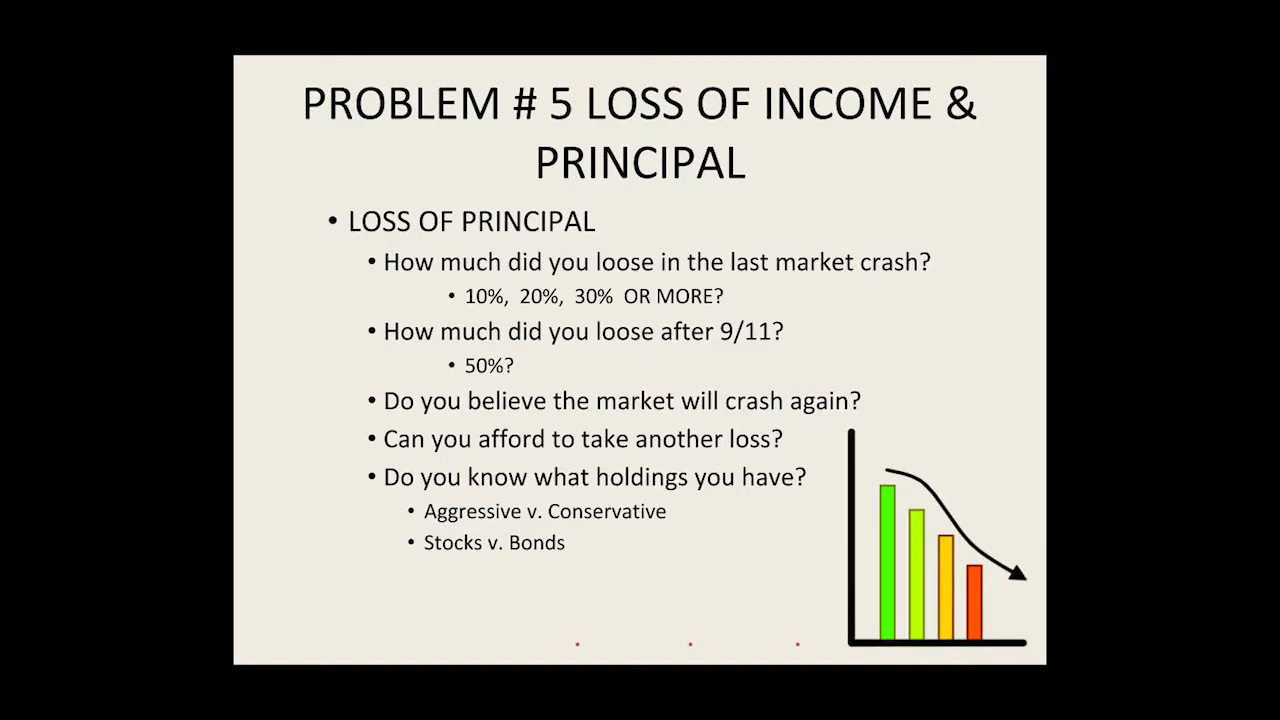 PROBLEM # 5 LOSS OF INCOME &
PRINCIPAL
• LOSS OF PRINCIPAL
• How much did you loose in the last market crash?
• 10%, 20%, 30% OR MORE?
• How much did you loose after 9/11?
• 50%?
• Do you believe the market will crash again?
• Can you afford to take another loss?
• Do you know what holdings you have?
• Aggressive v. Conservative
• Stocks v. Bonds